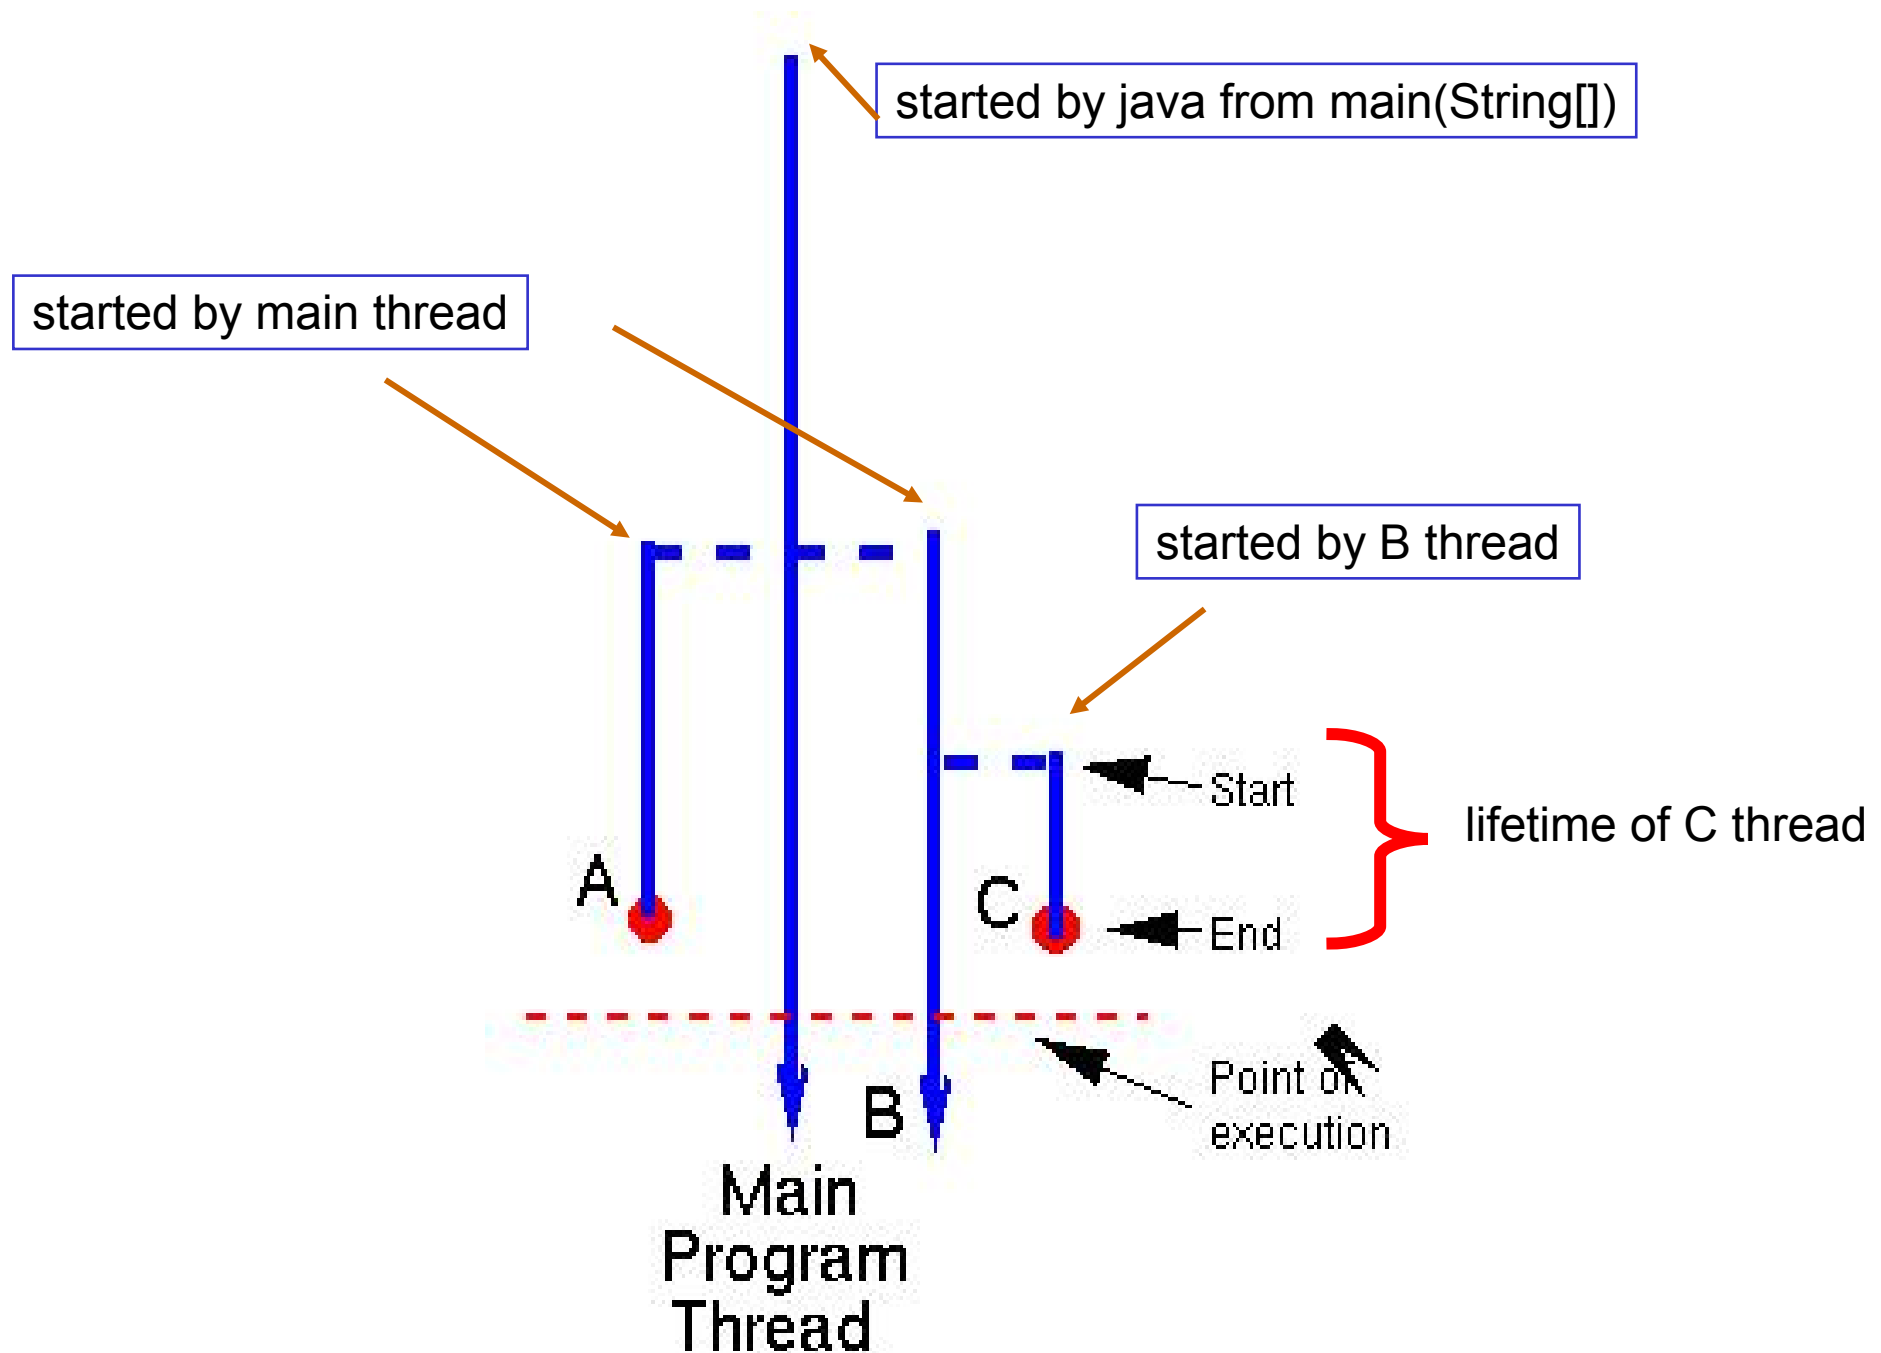 started by java from main(String[])
started by main thread
started by B thread
Start
lifetime of C thread
A
C
End
Point of
execution
B
Main
Program
Thread